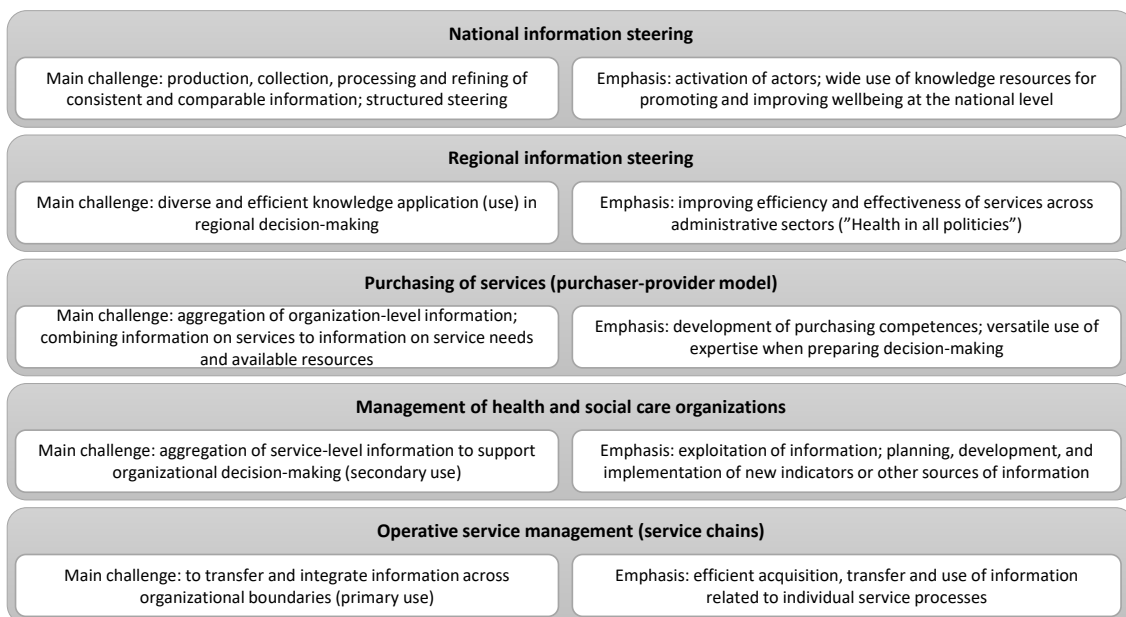 National information steering
Main challenge: production, collection, processing and refining of
consistent and comparable information; structured steering
Emphasis: activation of actors; wide use of knowledge resources for
promoting and improving wellbeing at the national level
Regional information steering
Main challenge: diverse and efficient knowledge application (use) in
regional decision-making
Emphasis: improving efficiency and effectiveness of services across
administrative sectors (”Health in all politicies”)
Purchasing of services (purchaser-provider model)
Main challenge: aggregation of organization-level information;
combining information on services to information on service needs
and available resources
Emphasis: development of purchasing competences; versatile use of
expertise when preparing decision-making
Management of health and social care organizations
Main challenge: aggregation of service-level information to support
organizational decision-making (secondary use)
Emphasis: exploitation of information; planning, development, and
implementation of new indicators or other sources of information
Operative service management (service chains)
Main challenge: to transfer and integrate information across
organizational boundaries (primary use)
Emphasis: efficient acquisition, transfer and use of information
related to individual service processes